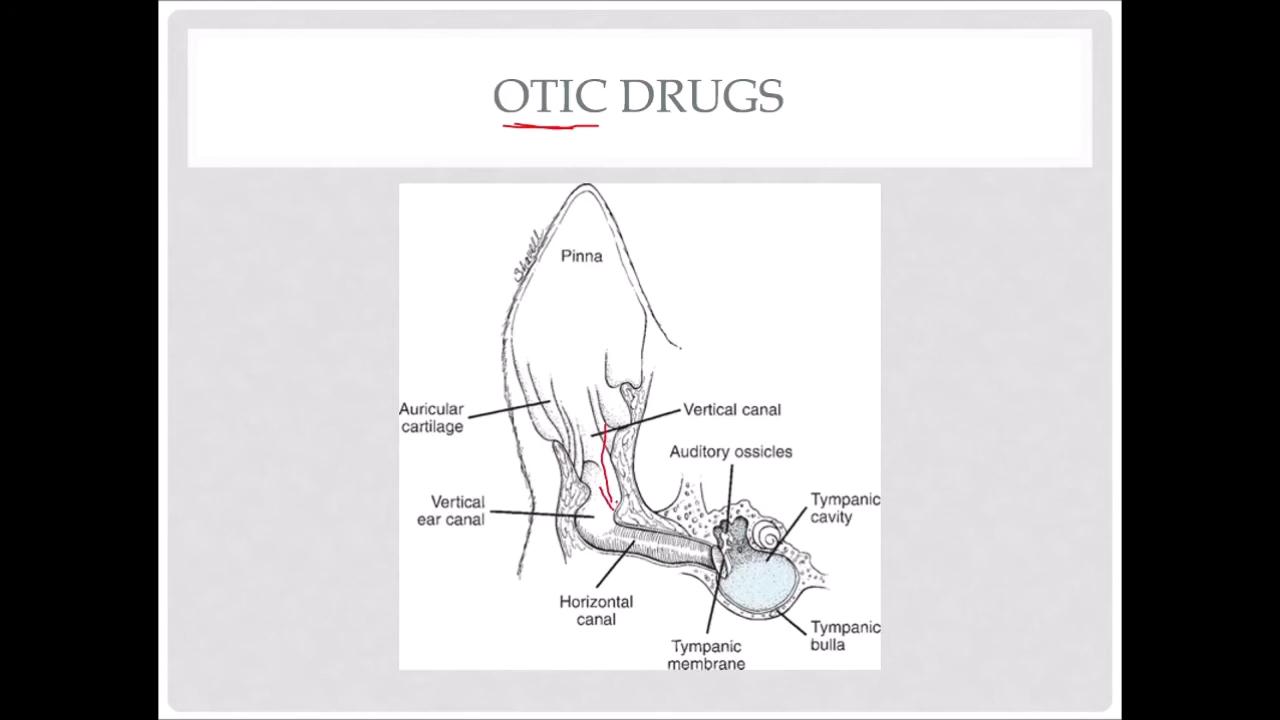 OTIC DRUGS
Pinna
Auricular
cartilage
Vertical canal
Auditory ossicles
Vertical
ear canal
Tympanic
cavity
Horizontal
canal
Tympanic
membrane
Tympanic
bulla